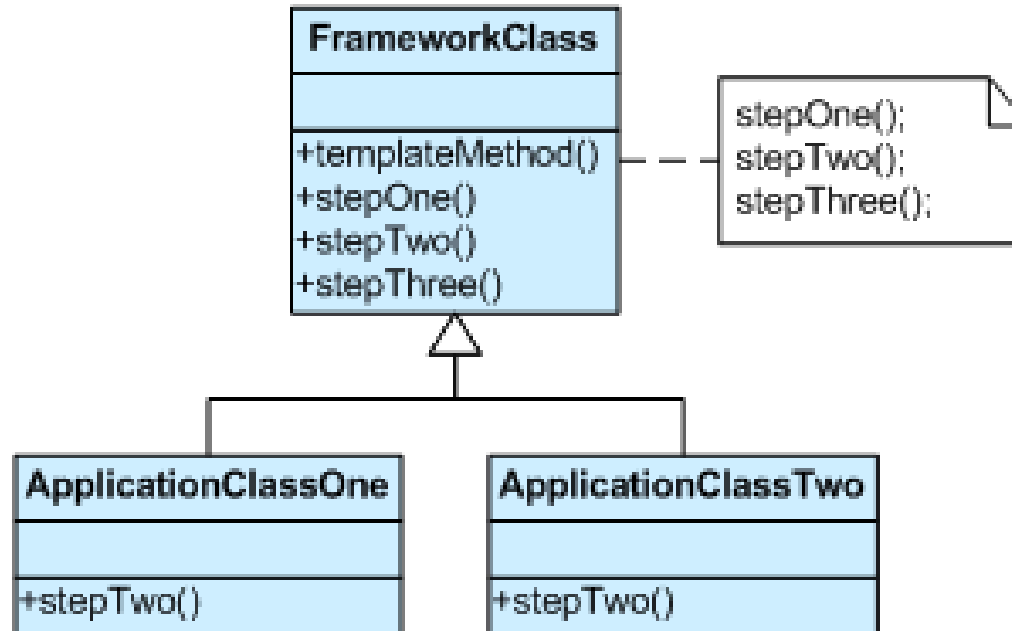 FrameworkClass
+templateMethod()
+stepOne()
+stepTwo()
+stepThree()
stepOne();
stepTwo();
stepThree();
ApplicationClassOne
+stepTwo()
ApplicationClassTwo
+stepTwo()